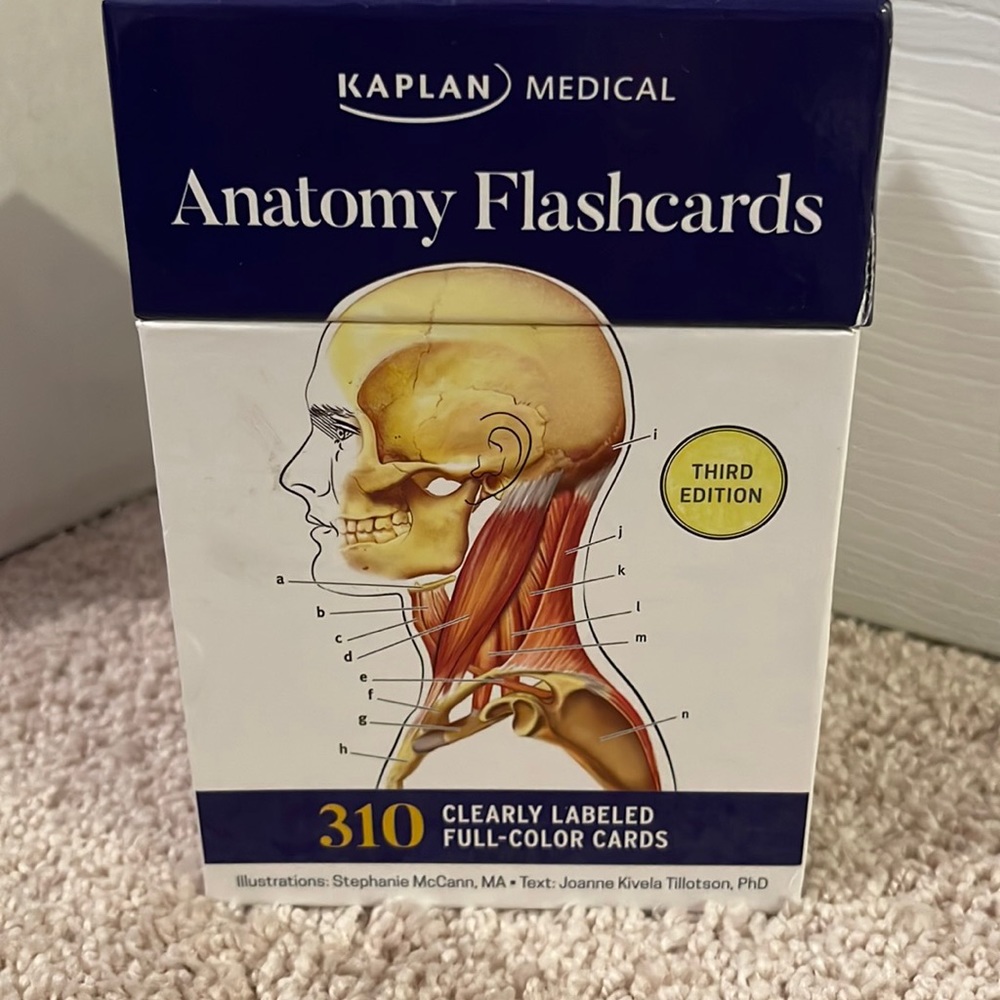 KAPLAN MEDICAL
Anatomy Flashcards
THIRD
EDITION
i
j
a
k
b
l
c
m
d
e
f
n
g
h
310 CLEARLY LABELED
FULL-COLOR CARDS
Illustrations: Stephanie McCann, MA • Text: Joanne Kivela Tillotson, PhD